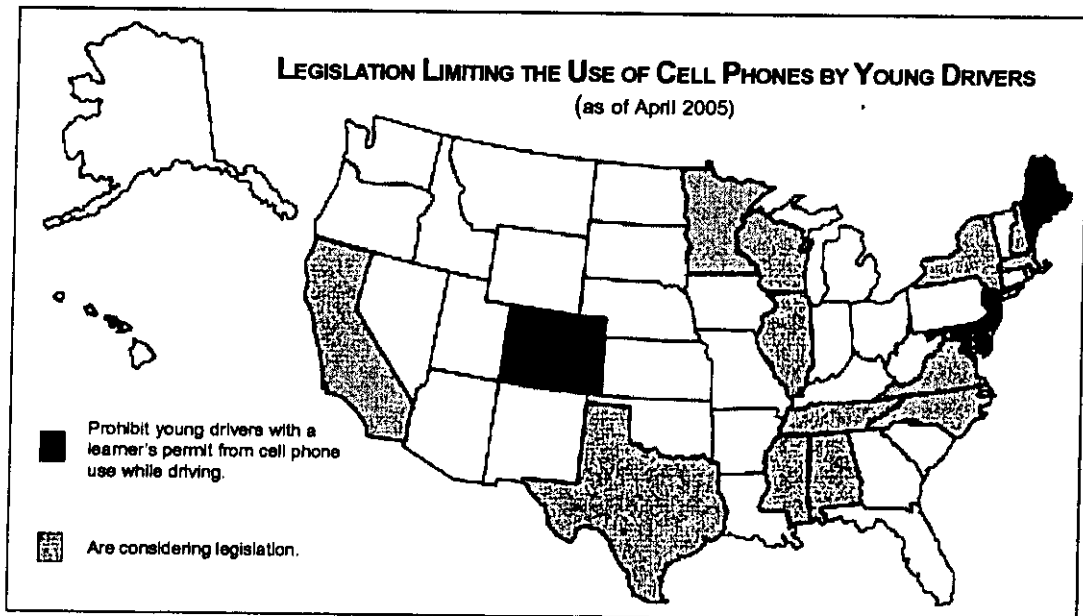 LEGISLATION LIMITING THE USE OF CELL PHONES BY YOUNG DRIVERS
(as of April 2005)
Prohibit young drivers with a
learner's permit from cell phone
use while driving.
Are considering legislation.